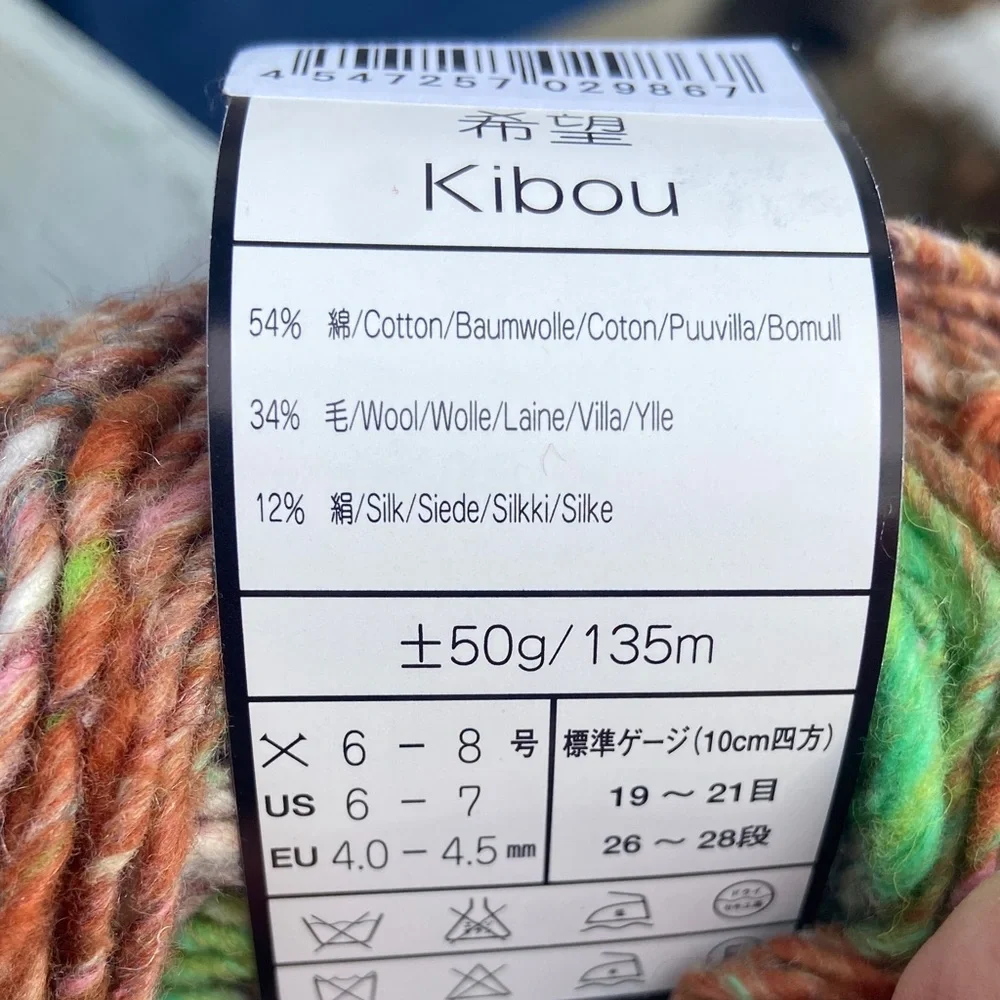 4 547257 029867
希望
Kibou
54% 綿/Cotton/Baumwolle/Coton/Puuvilla/Bomull
34% 毛/Wool/Wolle/Laine/Villa/Ylle
12% 絹/Silk/Siede/Silkki/Silke
±50g/135m
6 - 8 号
US 6 - 7
EU 4.0 - 4.5 mm
標準ゲージ(10cm四方)
19 ～ 21目
26 ～ 28段